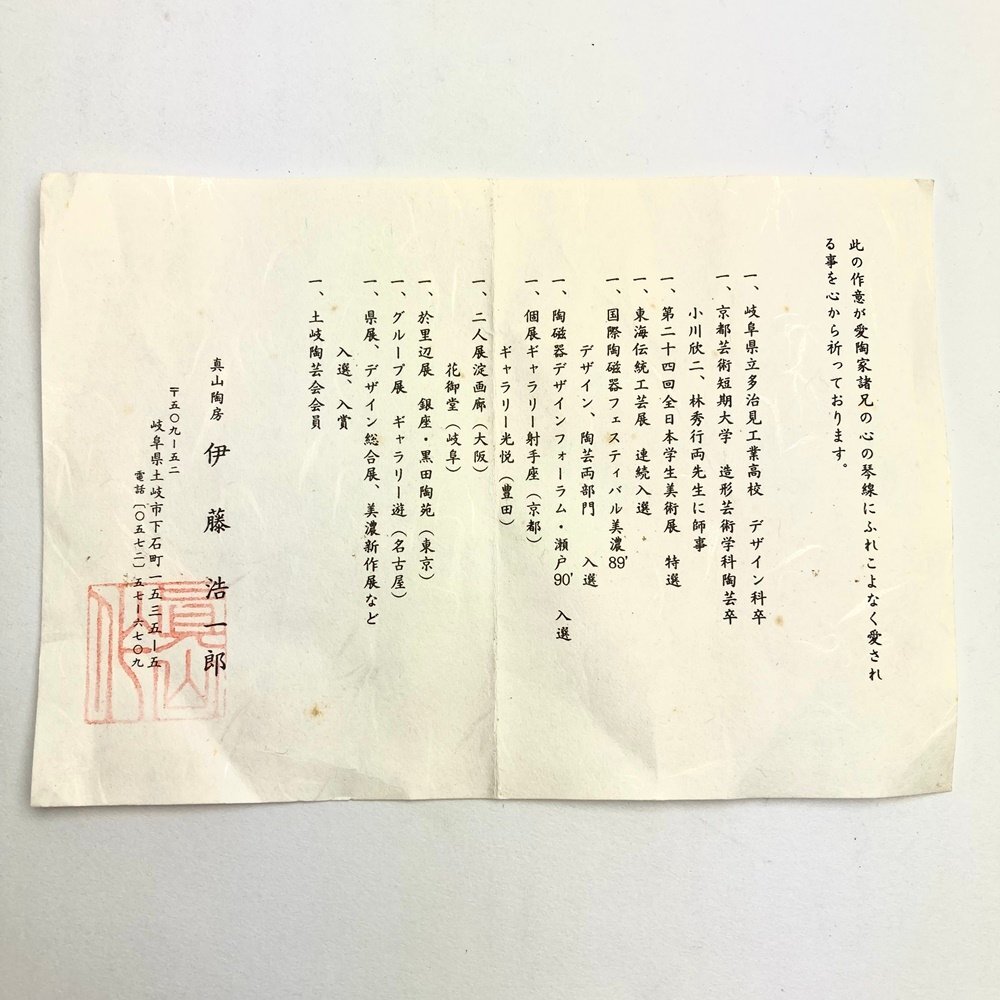 此の作意が愛陶家諸兄の心の琴線にふれこよなく愛され
る事を心から祈っております。
一、岐阜県立多治見工業高校　デザイン科卒
一、京都芸術短期大学　造形芸術学科陶芸卒
小川欣二、林秀行両先生に師事
一、第二十四回全日本学生美術展　特選
一、東海伝統工芸展　連続入選
一、国際陶磁器フェスティバル美濃89'
デザイン、陶芸両部門　入選
一、陶磁器デザインフォーラム・瀬戸90'　入選
一、個展ギャラリー射手座（京都）
ギャラリー光悦（豊田）
一、二人展淀画廊（大阪）
花御堂（岐阜）
一、於里辺展　銀座・黒田陶苑（東京）
一、グループ展　ギャラリー遊（名古屋）
一、県展、デザイン総合展、美濃新作展など
入選、入賞
一、土岐陶芸会会員
真山陶房　伊藤浩一郎
〒五〇九－五二
岐阜県土岐市下石町一五三五－五
電話〔〇五七二〕五七－六七〇九
眞山作